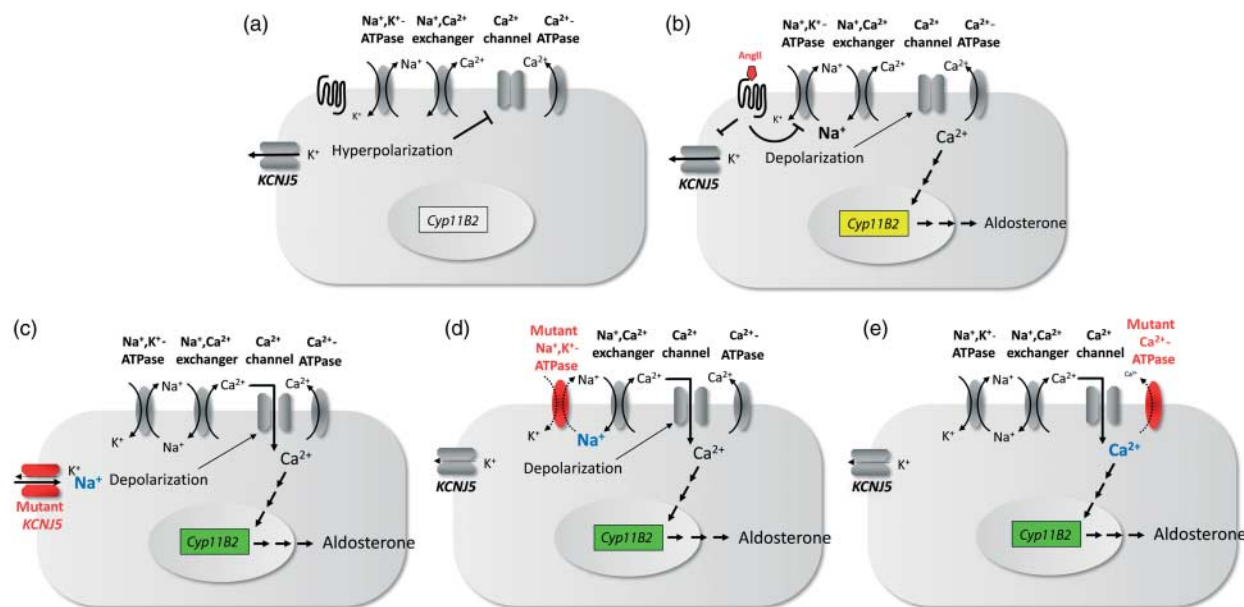 (a)
Na⁺,K⁺- Na⁺,Ca²⁺ Ca²⁺ Ca²⁺-
ATPase exchanger channel ATPase
Na⁺ Ca²⁺ Ca²⁺
K⁺
Hyperpolarization
K⁺
KCNJ5
Cyp11B2
(b)
Na⁺,K⁺- Na⁺,Ca²⁺ Ca²⁺ Ca²⁺-
ATPase exchanger channel ATPase
AngII
Na⁺ Ca²⁺ Ca²⁺
K⁺
Na⁺
Ca²⁺
Depolarization
K⁺
KCNJ5
Cyp11B2
Aldosterone
(c)
Na⁺,K⁺- Na⁺,Ca²⁺ Ca²⁺ Ca²⁺-
ATPase exchanger channel ATPase
Na⁺ Ca²⁺ Ca²⁺
K⁺ Na⁺
Ca²⁺
K⁺
Na⁺ Depolarization
Mutant
KCNJ5
Cyp11B2
Aldosterone
(d)
Mutant
Na⁺,K⁺-
ATPase
Na⁺,Ca²⁺ Ca²⁺ Ca²⁺-
exchanger channel ATPase
Na⁺ Ca²⁺ Ca²⁺
K⁺ Na⁺
Ca²⁺
Depolarization
K⁺
KCNJ5
Cyp11B2
Aldosterone
(e)
Na⁺,K⁺- Na⁺,Ca²⁺ Ca²⁺
ATPase exchanger channel
Mutant
Ca²⁺-
ATPase
Na⁺ Ca²⁺ Ca²⁺
K⁺ Na⁺
Ca²⁺
K⁺
KCNJ5
Cyp11B2
Aldosterone